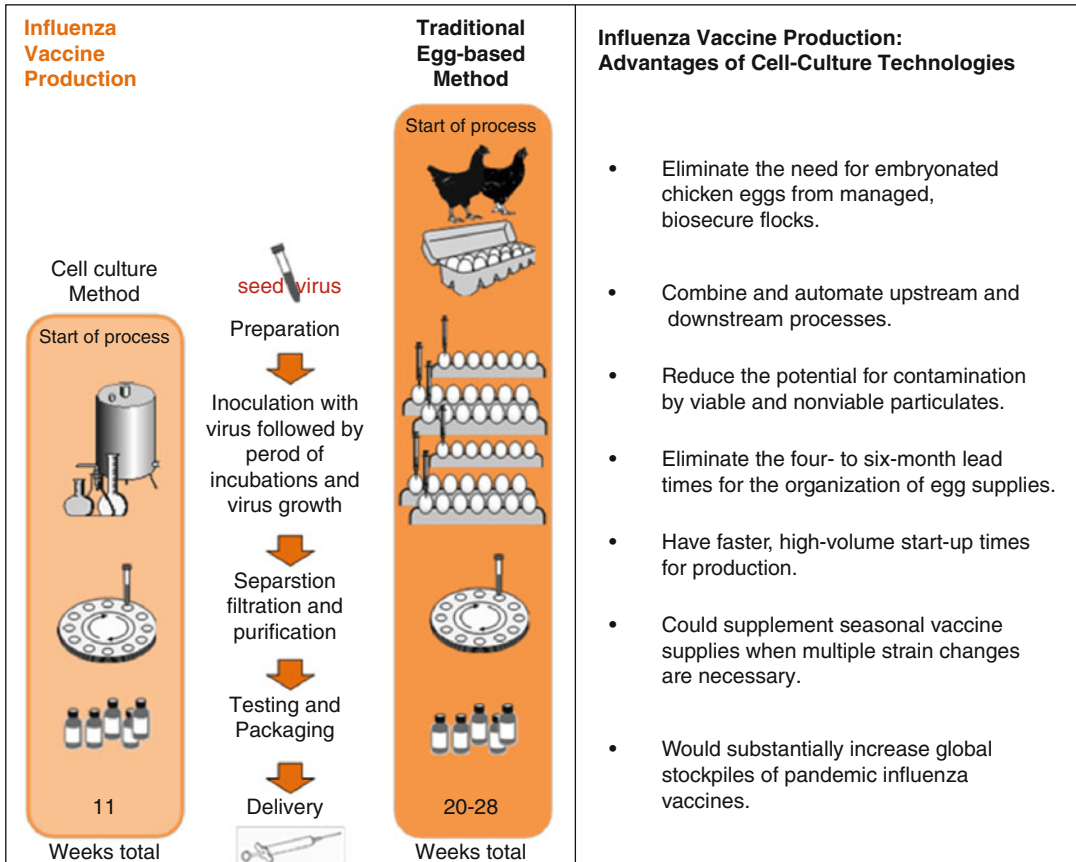 Influenza
Vaccine
Production
Traditional
Egg-based
Method
Start of process
Cell culture
Method
Start of process
seed virus
Preparation
Inoculation with
virus followed by
perod of
incubations and
virus growth
Separstion
filtration and
purification
Testing and
Packaging
Delivery
11
Weeks total
20-28
Weeks total
Influenza Vaccine Production:
Advantages of Cell-Culture Technologies
• Eliminate the need for embryonated
chicken eggs from managed,
biosecure flocks.
• Combine and automate upstream and
downstream processes.
• Reduce the potential for contamination
by viable and nonviable particulates.
• Eliminate the four- to six-month lead
times for the organization of egg supplies.
• Have faster, high-volume start-up times
for production.
• Could supplement seasonal vaccine
supplies when multiple strain changes
are necessary.
• Would substantially increase global
stockpiles of pandemic influenza
vaccines.